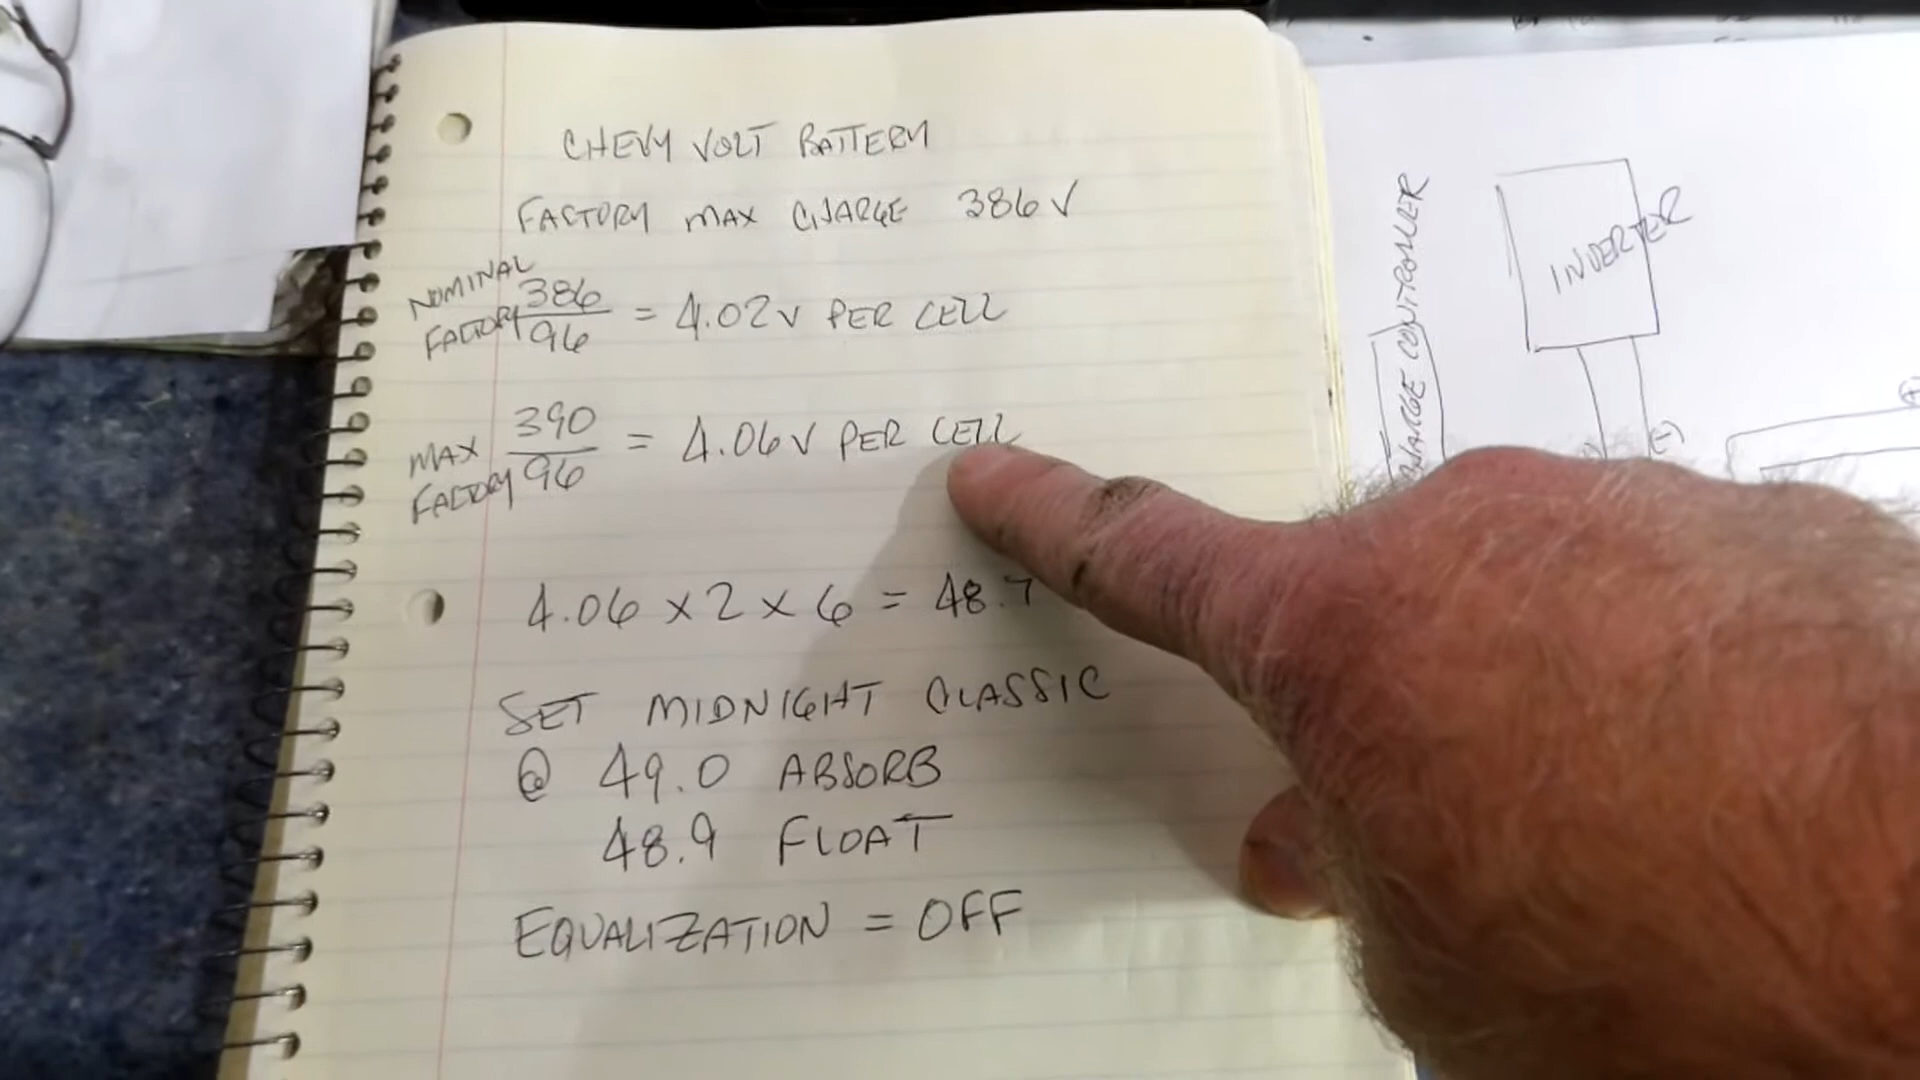 CHEVY VOLT BATTERY
FACTORY MAX CHARGE 386V
NOMINAL
FACTORY 386/96 = 4.02V PER CELL
MAX
FACTORY 390/96 = 4.06V PER CELL
4.06 x 2 x 6 = 48.7
SET MIDNIGHT CLASSIC
@ 49.0 ABSORB
48.9 FLOAT
EQUALIZATION = OFF
CHARGE CONTROLLER
INVERTER
(-)